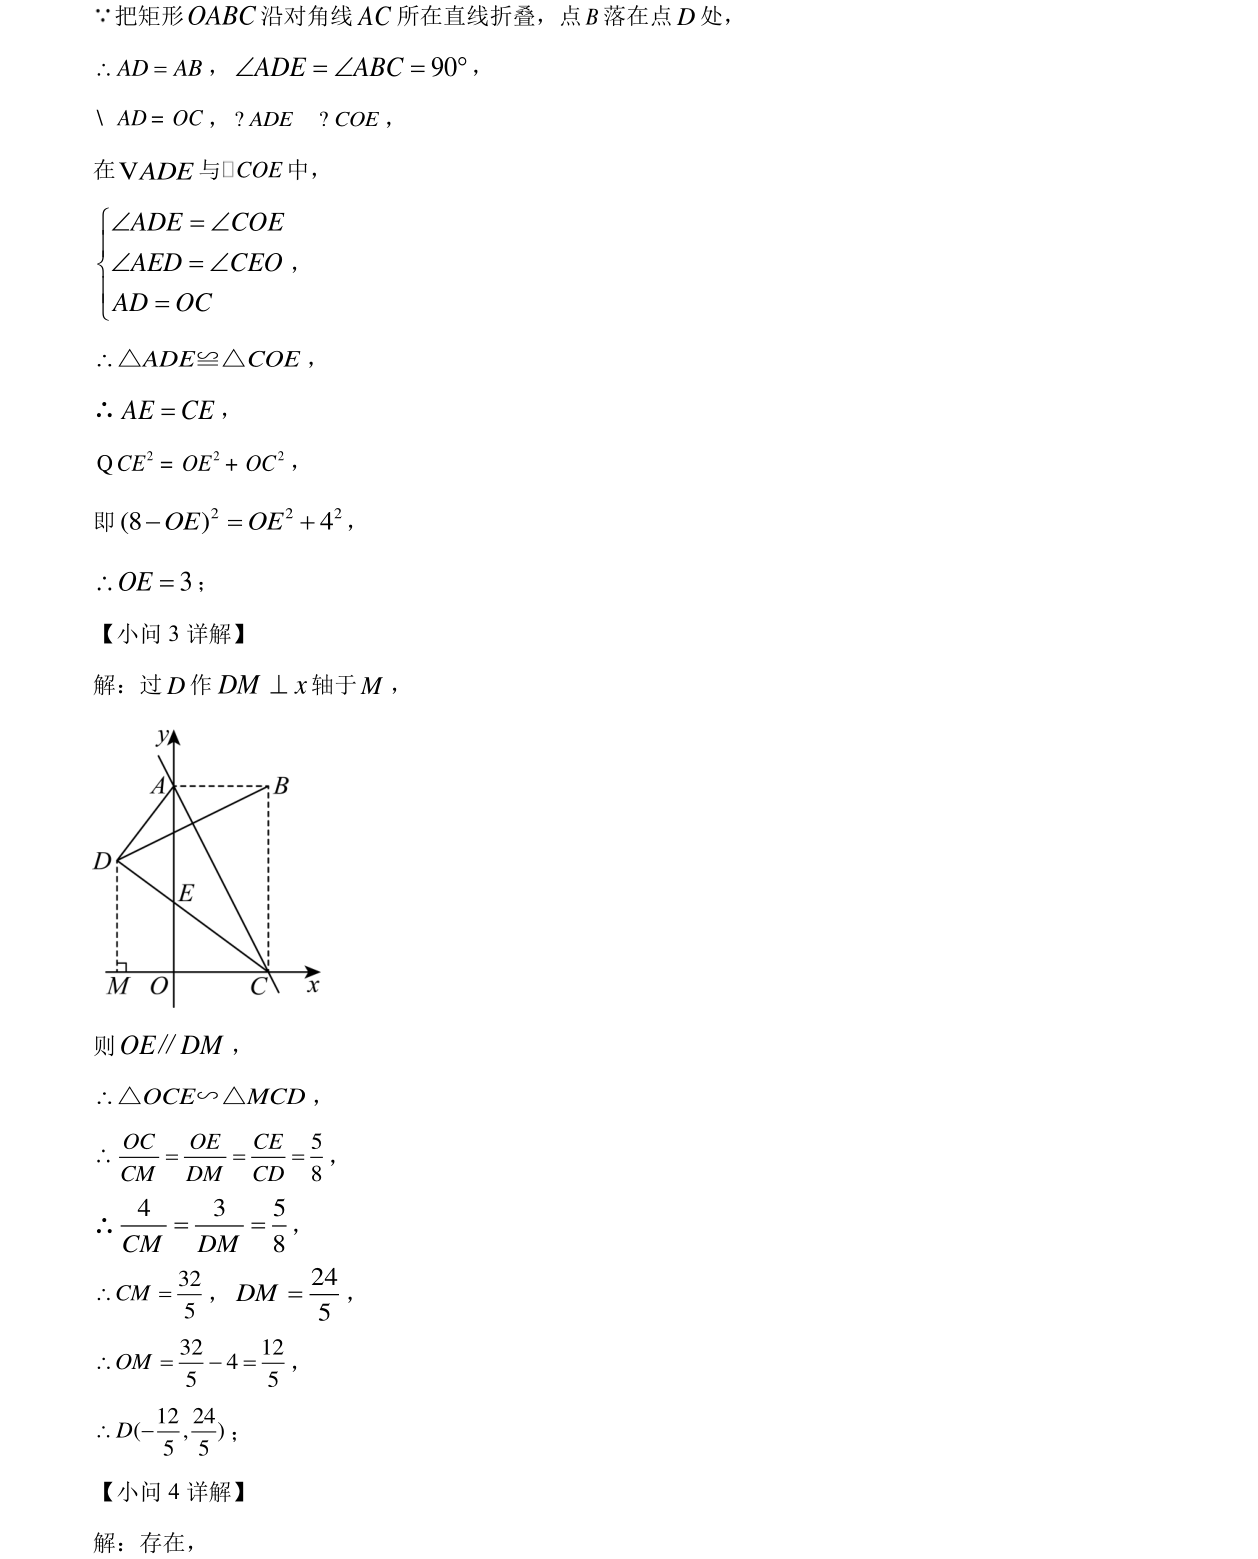 ∵把矩形OABC沿对角线AC所在直线折叠，点B落在点D处，
∴AD=AB，∠ADE=∠ABC=90°，
\ AD= OC，?ADE ?COE，
在VADE与□COE中，
{∠ADE=∠COE
∠AED=∠CEO，
AD=OC
∴△ADE≌△COE，
∴AE=CE，
QCE²= OE²+ OC²，
即(8−OE)²=OE²+4²，
∴OE=3；
【小问3详解】
解：过D作DM⊥x轴于M，
y
A B
D
E
M O C x
则OE∥DM，
∴△OCE∽△MCD，
∴OC/CM=OE/DM=CE/CD=5/8，
∴4/CM=3/DM=5/8，
∴CM=32/5，DM=24/5，
∴OM=32/5−4=12/5，
∴D(−12/5,24/5)；
【小问4详解】
解：存在，